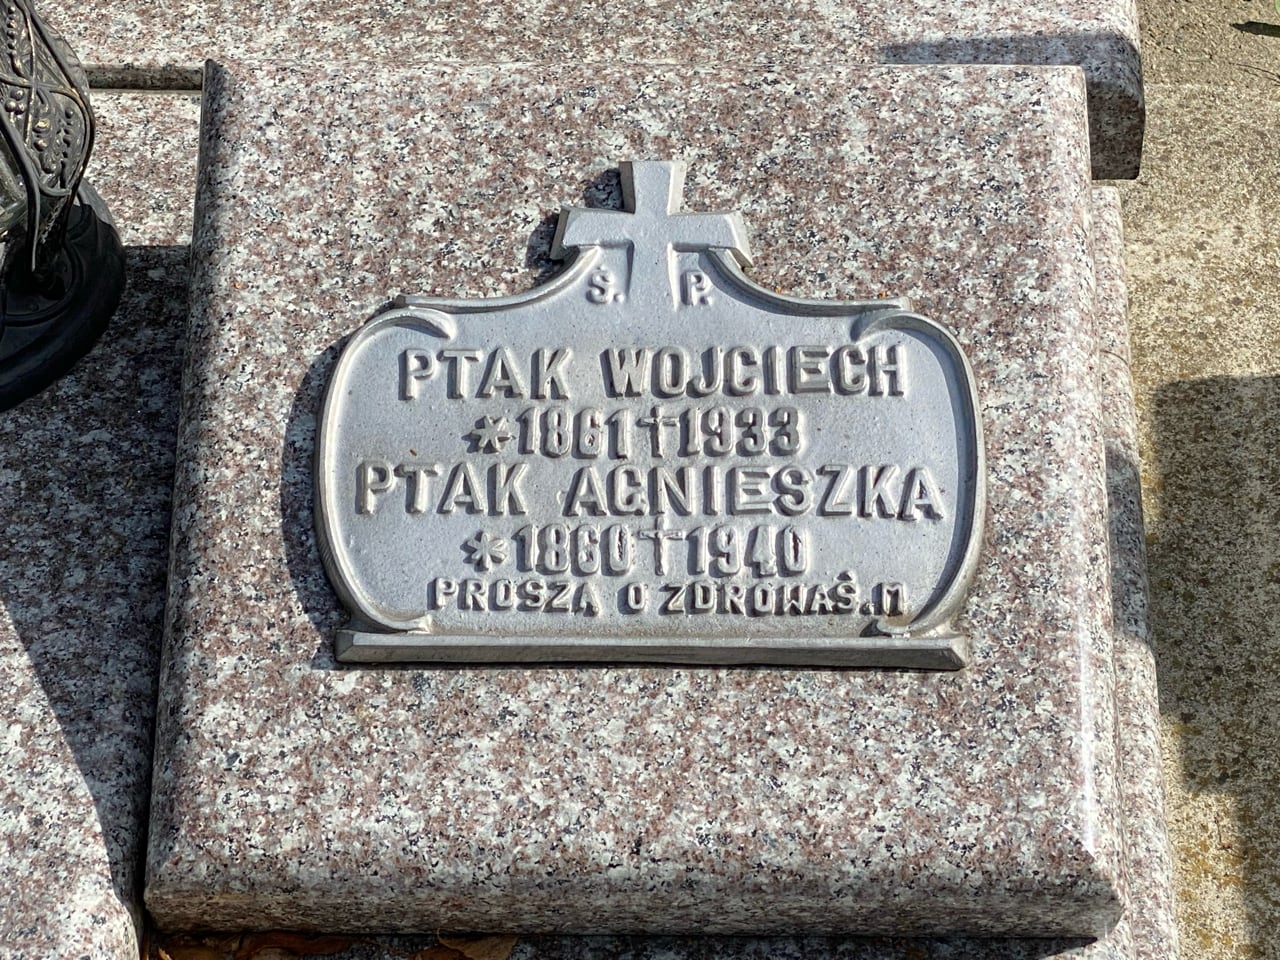 Ś. P.
PTAK WOJCIECH
*1861 †1933
PTAK AGNIESZKA
*1860 †1940
PROSZĄ O ZDROWAŚ.M